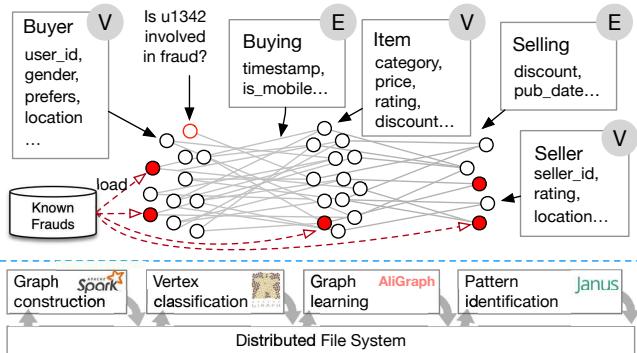 Buyer
V
user_id,
gender,
prefers,
location
...
Is u1342
involved
in fraud?
Buying
E
timestamp,
is_mobile...
Item
V
category,
price,
rating,
discount...
Selling
E
discount,
pub_date...
Seller
V
seller_id,
rating,
location...
load
Known
Frauds
Graph
construction
APACHE
Spark
Vertex
classification
Graph
learning
AliGraph
Pattern
identification
Janus
Distributed File System